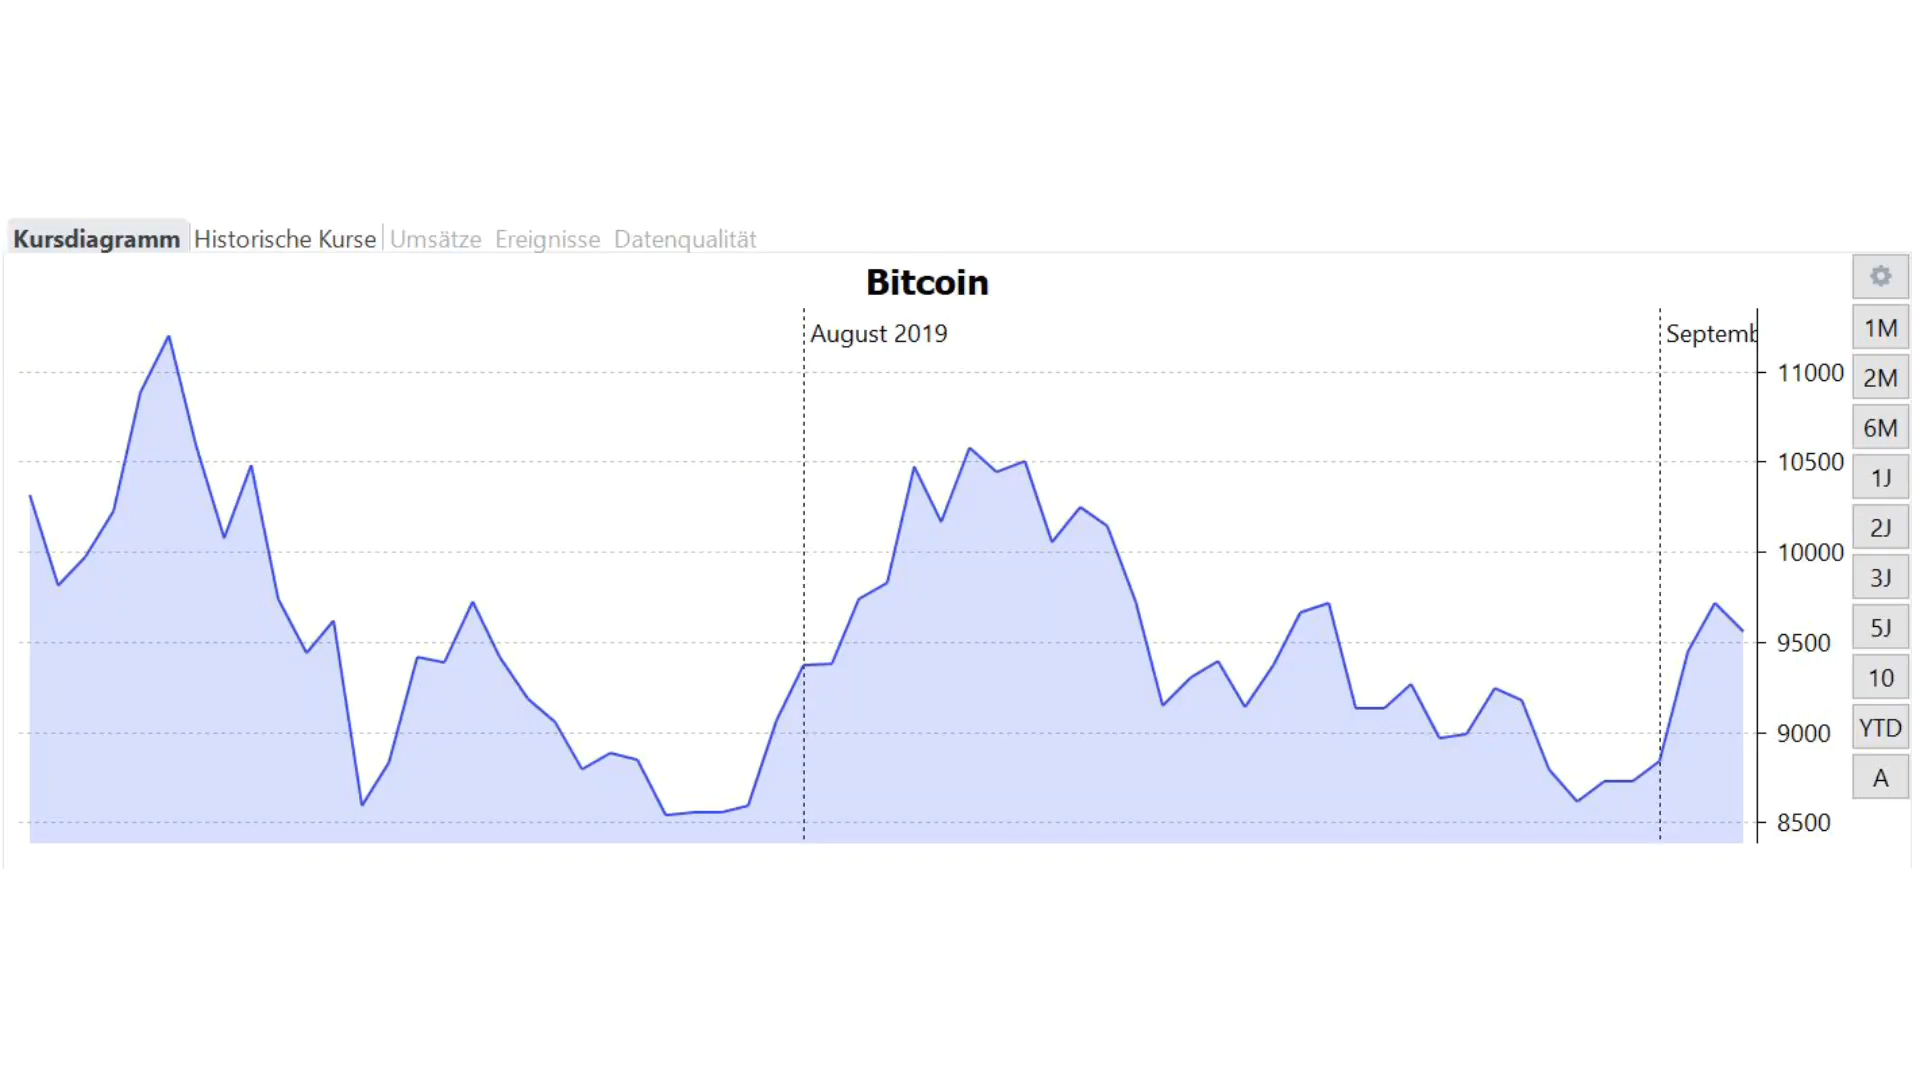 Kursdiagramm Historische Kurse Umsätze Ereignisse Datenqualität
Bitcoin
August 2019
Septemb
11000
10500
10000
9500
9000
8500
1M
2M
6M
1J
2J
3J
5J
10
YTD
A